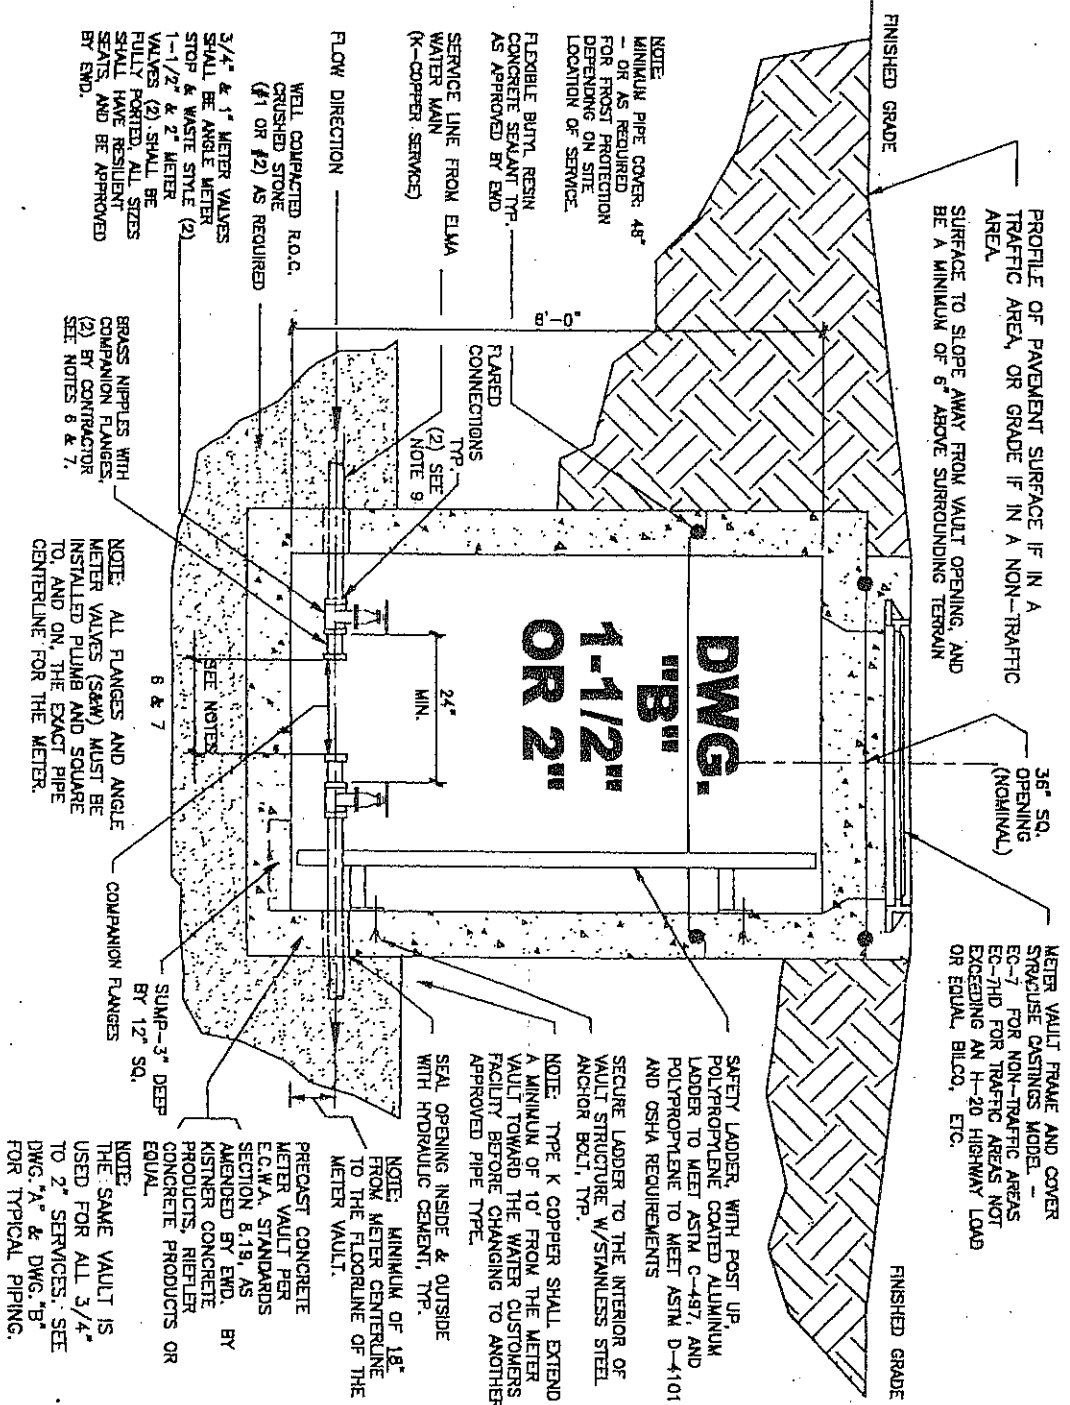 FINISHED GRADE
PROFILE OF PAVEMENT SURFACE IF IN A
TRAFFIC AREA, OR GRADE IF IN A NON-TRAFFIC
AREA.
SURFACE TO SLOPE AWAY FROM VAULT OPENING, AND
BE A MINIMUM OF 6" ABOVE SURROUNDING TERRAIN
36" SQ.
OPENING
(NOMINAL)
METER VAULT FRAME AND COVER
SYRACUSE CASTINGS MODEL -
EC-7 FOR NON-TRAFFIC AREAS
EC-7HD FOR TRAFFIC AREAS NOT
EXCEEDING AN H-20 HIGHWAY LOAD
OR EQUAL, BILCO, ETC.
FINISHED GRADE
NOTE:
MINIMUM PIPE COVER: 48"
- OR AS REQUIRED
FOR FROST PROTECTION
DEPENDING ON SITE
LOCATION OF SERVICE.
FLEXIBLE BUTYL RESIN
CONCRETE SEALANT TYP.
AS APPROVED BY EWD
SERVICE LINE FROM ELMA
WATER MAIN
(K-COPPER SERVICE)
FLOW DIRECTION
WELL COMPACTED R.O.C.
CRUSHED STONE
(#1 OR #2) AS REQUIRED
3/4" & 1" METER VALVES
SHALL BE ANGLE METER
STOP & WASTE STYLE (2)
1-1/2" & 2" METER
VALVES (2) SHALL BE
FULLY PORTED, ALL SIZES
SHALL HAVE RESILIENT
SEATS, AND BE APPROVED
BY EWD.
8'-0"
FLARED
CONNECTIONS
TYP.
(2) SEE
NOTE 9
DWG.
"B"
1-1/2"
OR 2"
24"
MIN.
SEE NOTES
6 & 7
BRASS NIPPLES WITH
COMPANION FLANGES,
(2) BY CONTRACTOR
SEE NOTES 6 & 7.
NOTE: ALL FLANGES AND ANGLE
METER VALVES (S&W) MUST BE
INSTALLED PLUMB AND SQUARE
TO, AND ON, THE EXACT PIPE
CENTERLINE FOR THE METER.
COMPANION FLANGES
SUMP-3" DEEP
BY 12" SQ.
SAFETY LADDER, WITH POST UP,
POLYPROPYLENE COATED ALUMINUM
LADDER TO MEET ASTM C-497, AND
POLYPROPYLENE TO MEET ASTM D-4101
AND OSHA REQUIREMENTS
SECURE LADDER TO THE INTERIOR OF
VAULT STRUCTURE W/STAINLESS STEEL
ANCHOR BOLT, TYP.
NOTE: TYPE K COPPER SHALL EXTEND
A MINIMUM OF 10' FROM THE METER
VAULT TOWARD THE WATER CUSTOMERS
FACILITY BEFORE CHANGING TO ANOTHER
APPROVED PIPE TYPE.
SEAL OPENING INSIDE & OUTSIDE
WITH HYDRAULIC CEMENT, TYP.
NOTE: MINIMUM OF 18"
FROM METER CENTERLINE
TO THE FLOORLINE OF THE
METER VAULT.
PRECAST CONCRETE
METER VAULT PER
E.C.W.A. STANDARDS
SECTION 8.19, AS
AMENDED BY EWD. BY
KISTNER CONCRETE
PRODUCTS, RIEFLER
CONCRETE PRODUCTS OR
EQUAL
NOTE:
THE SAME VAULT IS
USED FOR ALL 3/4"
TO 2" SERVICES. SEE
DWG. "A" & DWG. "B"
FOR TYPICAL PIPING.